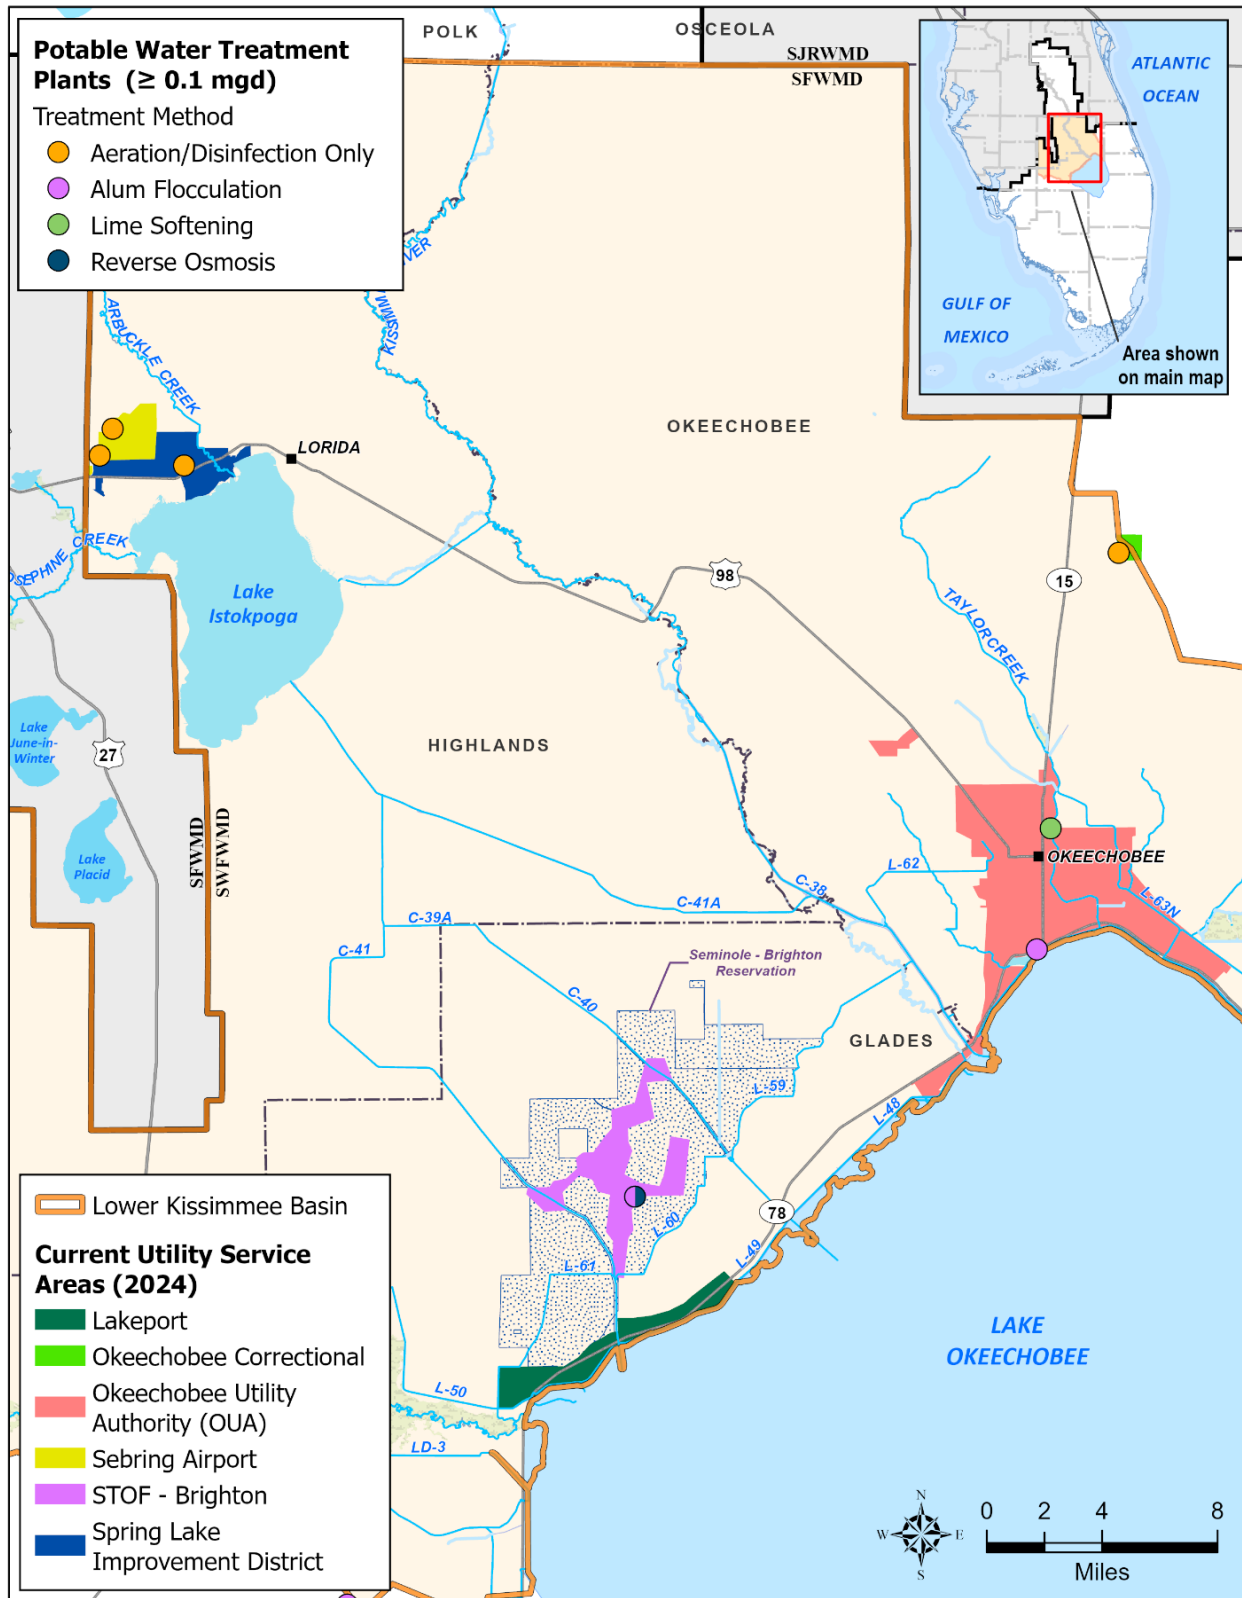 Potable Water Treatment
Plants (≥ 0.1 mgd)
Treatment Method
Aeration/Disinfection Only
Alum Flocculation
Lime Softening
Reverse Osmosis
POLK
OSCEOLA
SJRWMD
SFWMD
ATLANTIC
OCEAN
GULF OF
MEXICO
Area shown
on main map
ARBUCKLE CREEK
LORIDA
OKEECHOBEE
98
15
TAYLORCREEK
Lake
Istokpoga
Lake
June-in-
Winter
27
Lake
Placid
SFWMD
SWFWMD
HIGHLANDS
OKEECHOBEE
L-62
L-63N
C-38
C-41A
C-39A
C-41
C-40
Seminole - Brighton
Reservation
GLADES
L-59
L-48
L-60
78
L-49
L-61
L-50
LD-3
LAKE
OKEECHOBEE
Lower Kissimmee Basin
Current Utility Service
Areas (2024)
Lakeport
Okeechobee Correctional
Okeechobee Utility
Authority (OUA)
Sebring Airport
STOF - Brighton
Spring Lake
Improvement District
N
W
E
S
0 2 4 8
Miles